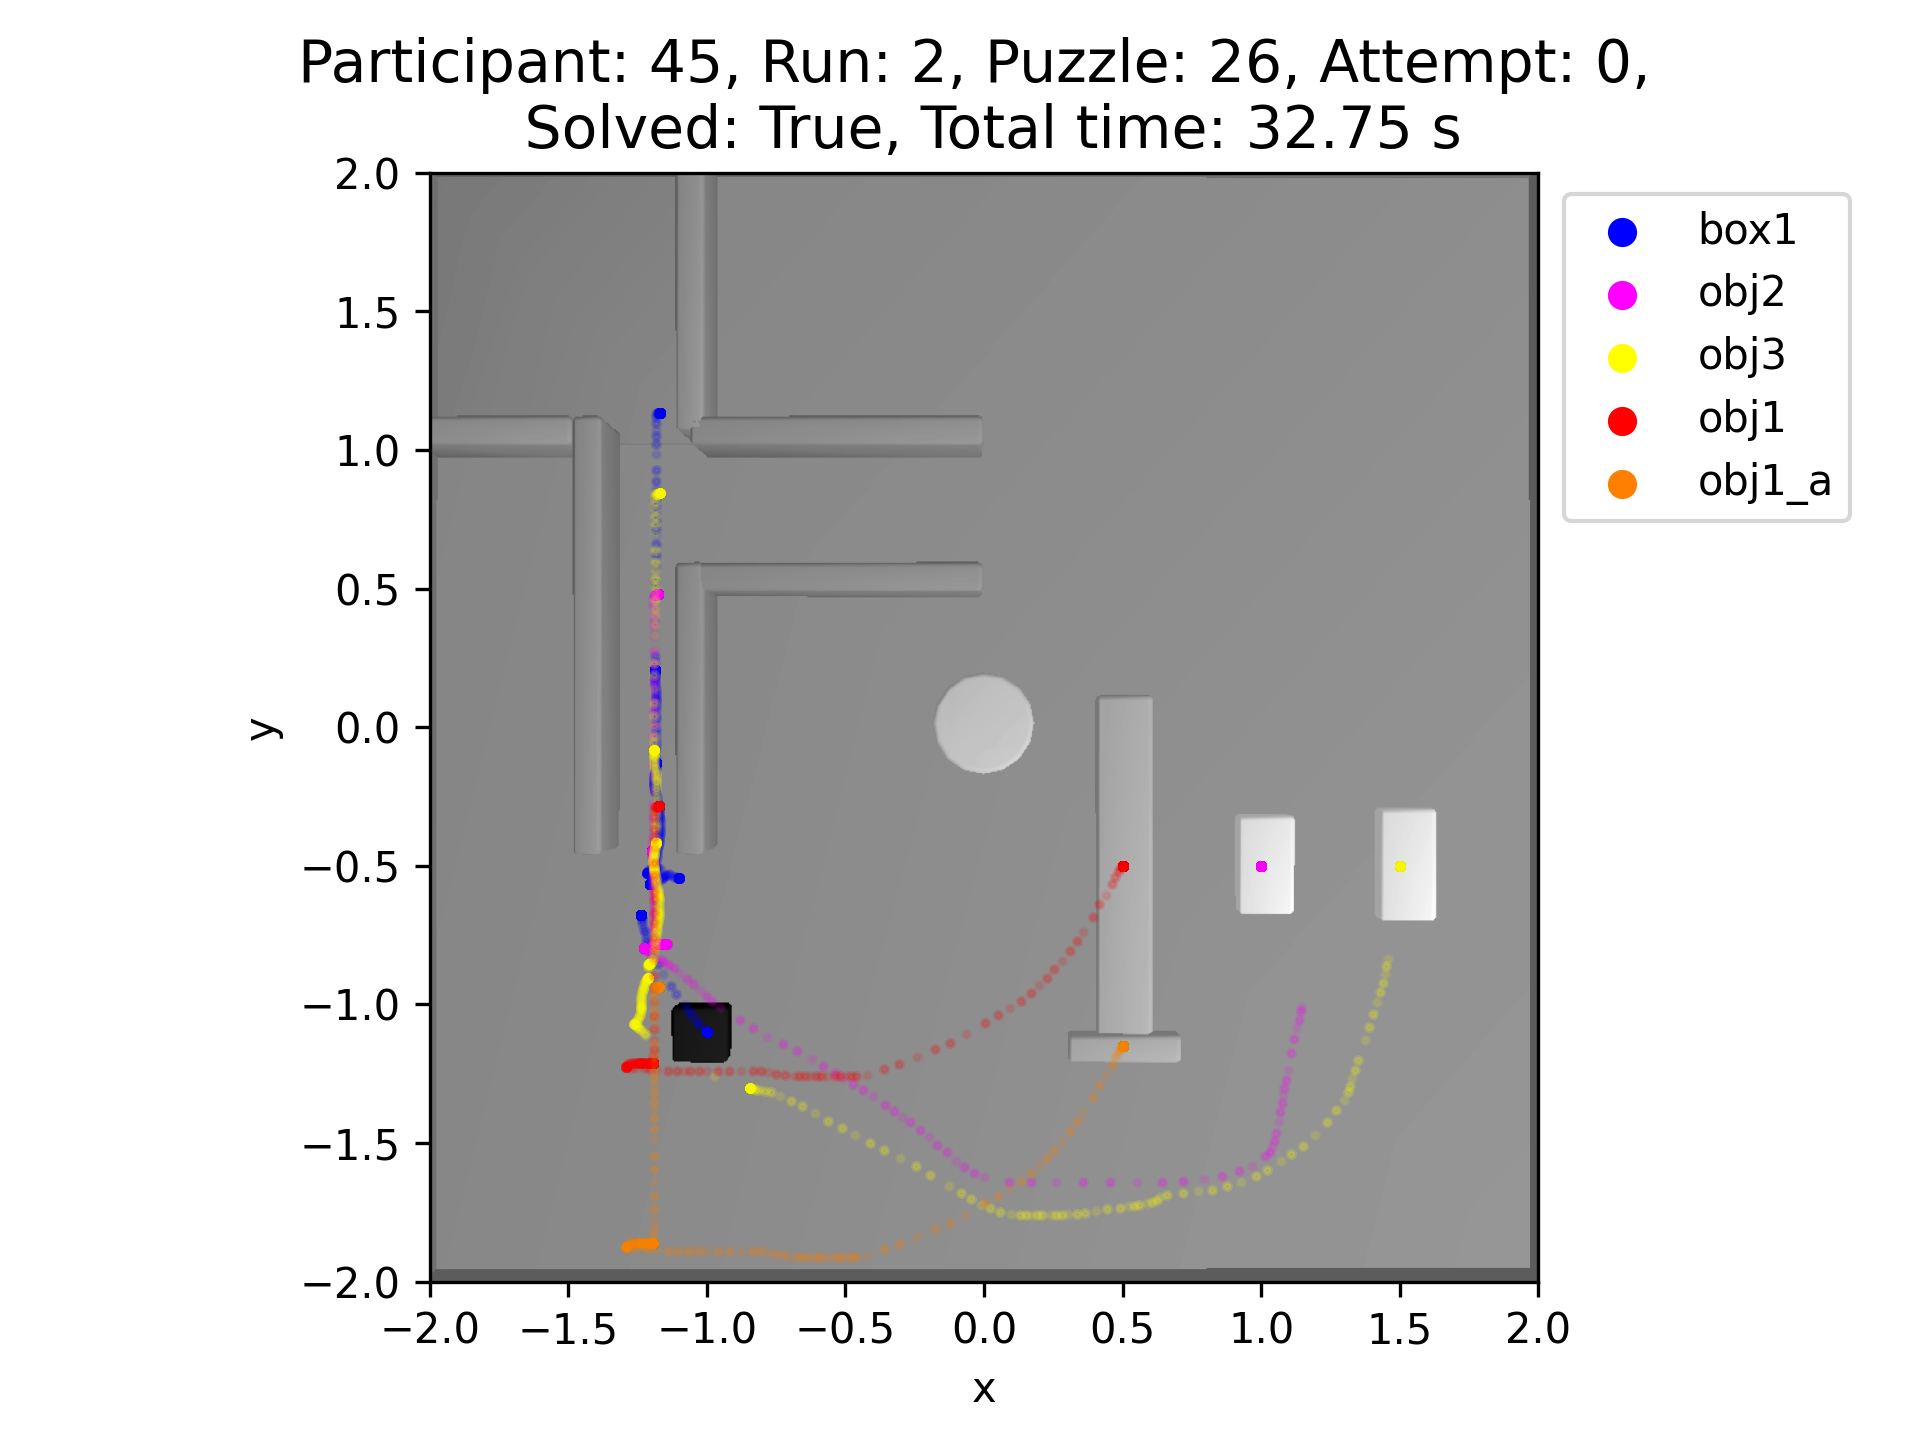 Participant: 45, Run: 2, Puzzle: 26, Attempt: 0,
Solved: True, Total time: 32.75 s
2.0
1.5
1.0
0.5
0.0
−0.5
−1.0
−1.5
−2.0
y
−2.0 −1.5 −1.0 −0.5 0.0 0.5 1.0 1.5 2.0
x
box1
obj2
obj3
obj1
obj1_a